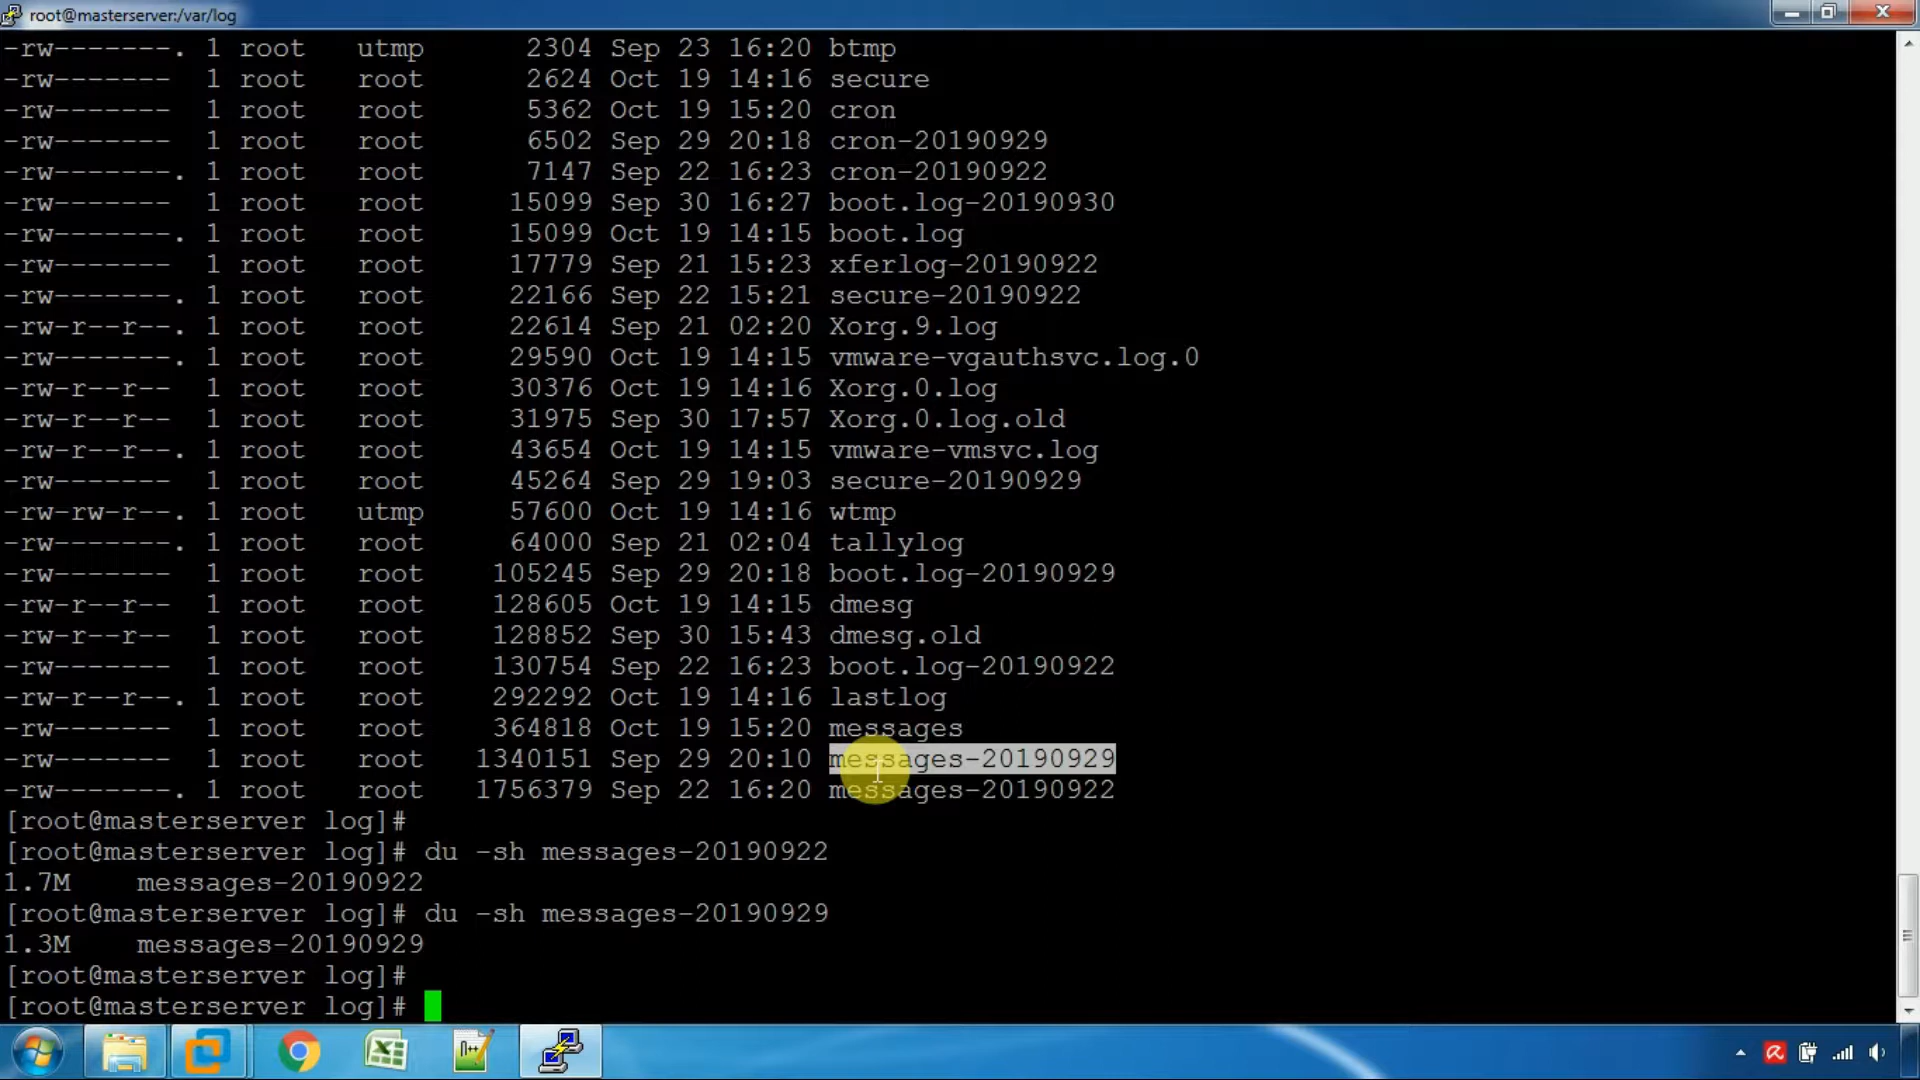 root@masterserver:/var/log
-rw-------. 1 root   utmp      2304 Sep 23 16:20 btmp
-rw-------  1 root   root      2624 Oct 19 14:16 secure
-rw-------  1 root   root      5362 Oct 19 15:20 cron
-rw-------  1 root   root      6502 Sep 29 20:18 cron-20190929
-rw-------. 1 root   root      7147 Sep 22 16:23 cron-20190922
-rw-------  1 root   root     15099 Sep 30 16:27 boot.log-20190930
-rw-------. 1 root   root     15099 Oct 19 14:15 boot.log
-rw-------  1 root   root     17779 Sep 21 15:23 xferlog-20190922
-rw-------. 1 root   root     22166 Sep 22 15:21 secure-20190922
-rw-r--r--. 1 root   root     22614 Sep 21 02:20 Xorg.9.log
-rw-------. 1 root   root     29590 Oct 19 14:15 vmware-vgauthsvc.log.0
-rw-r--r--  1 root   root     30376 Oct 19 14:16 Xorg.0.log
-rw-r--r--  1 root   root     31975 Sep 30 17:57 Xorg.0.log.old
-rw-r--r--. 1 root   root     43654 Oct 19 14:15 vmware-vmsvc.log
-rw-------  1 root   root     45264 Sep 29 19:03 secure-20190929
-rw-rw-r--. 1 root   utmp     57600 Oct 19 14:16 wtmp
-rw-------. 1 root   root     64000 Sep 21 02:04 tallylog
-rw-------  1 root   root    105245 Sep 29 20:18 boot.log-20190929
-rw-r--r--  1 root   root    128605 Oct 19 14:15 dmesg
-rw-r--r--  1 root   root    128852 Sep 30 15:43 dmesg.old
-rw-------  1 root   root    130754 Sep 22 16:23 boot.log-20190922
-rw-r--r--. 1 root   root    292292 Oct 19 14:16 lastlog
-rw-------  1 root   root    364818 Oct 19 15:20 messages
-rw-------  1 root   root   1340151 Sep 29 20:10 messages-20190929
-rw-------. 1 root   root   1756379 Sep 22 16:20 messages-20190922
[root@masterserver log]#
[root@masterserver log]# du -sh messages-20190922
1.7M    messages-20190922
[root@masterserver log]# du -sh messages-20190929
1.3M    messages-20190929
[root@masterserver log]#
[root@masterserver log]#